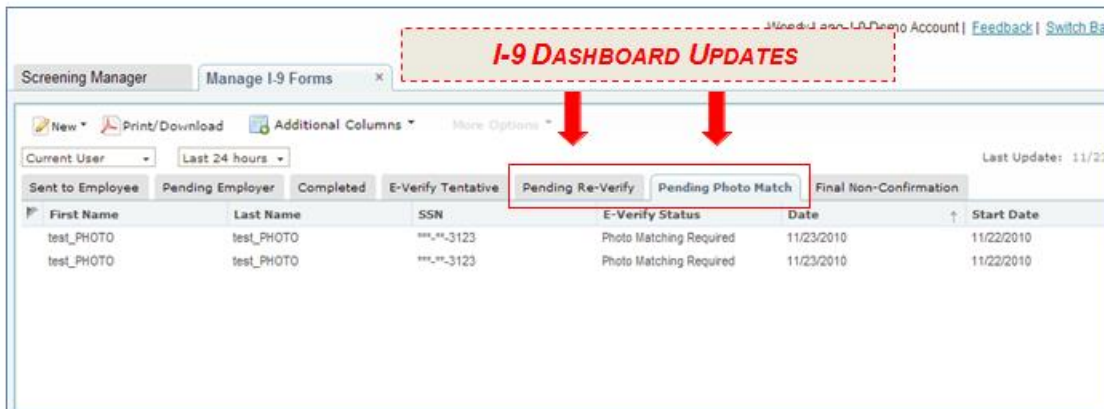 Demo Account | Feedback | Switch Ba
I-9 DASHBOARD UPDATES
Screening Manager Manage I-9 Forms ×
New Print/Download Additional Columns More Options
Current User Last 24 hours Last Update: 11/23
Sent to Employee Pending Employer Completed E-Verify Tentative Pending Re-Verify Pending Photo Match Final Non-Confirmation
First Name Last Name SSN E-Verify Status Date ↑ Start Date
test_PHOTO test_PHOTO ***-**-3123 Photo Matching Required 11/23/2010 11/22/2010
test_PHOTO test_PHOTO ***-**-3123 Photo Matching Required 11/23/2010 11/22/2010